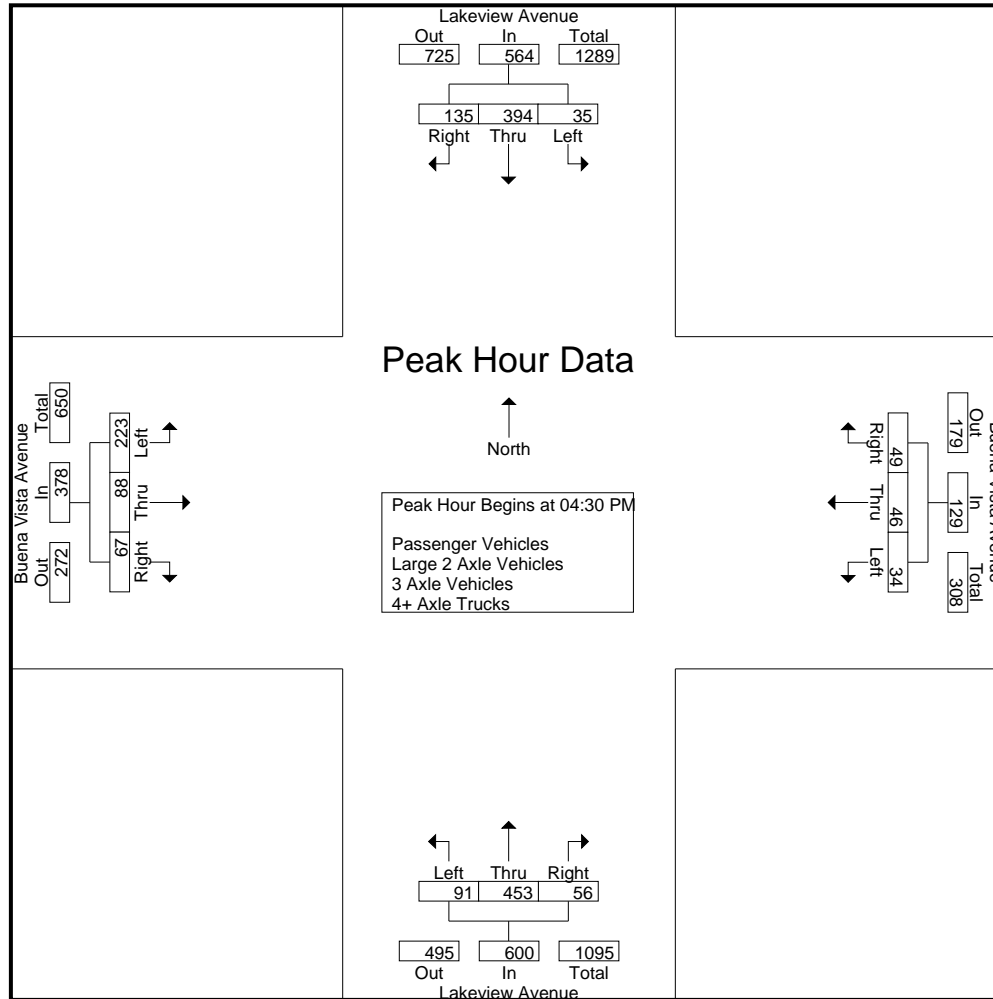 Lakeview Avenue
Out In Total
725 564 1289
135 394 35
Right Thru Left
Peak Hour Data
North
Peak Hour Begins at 04:30 PM
Passenger Vehicles
Large 2 Axle Vehicles
3 Axle Vehicles
4+ Axle Trucks
Buena Vista Avenue
Out In Total
272 378 650
67 88 223
Right Thru Left
Out In Total
179 129 308
49 46 34
Right Thru Left
Left Thru Right
91 453 56
495 600 1095
Out In Total
Lakeview Avenue